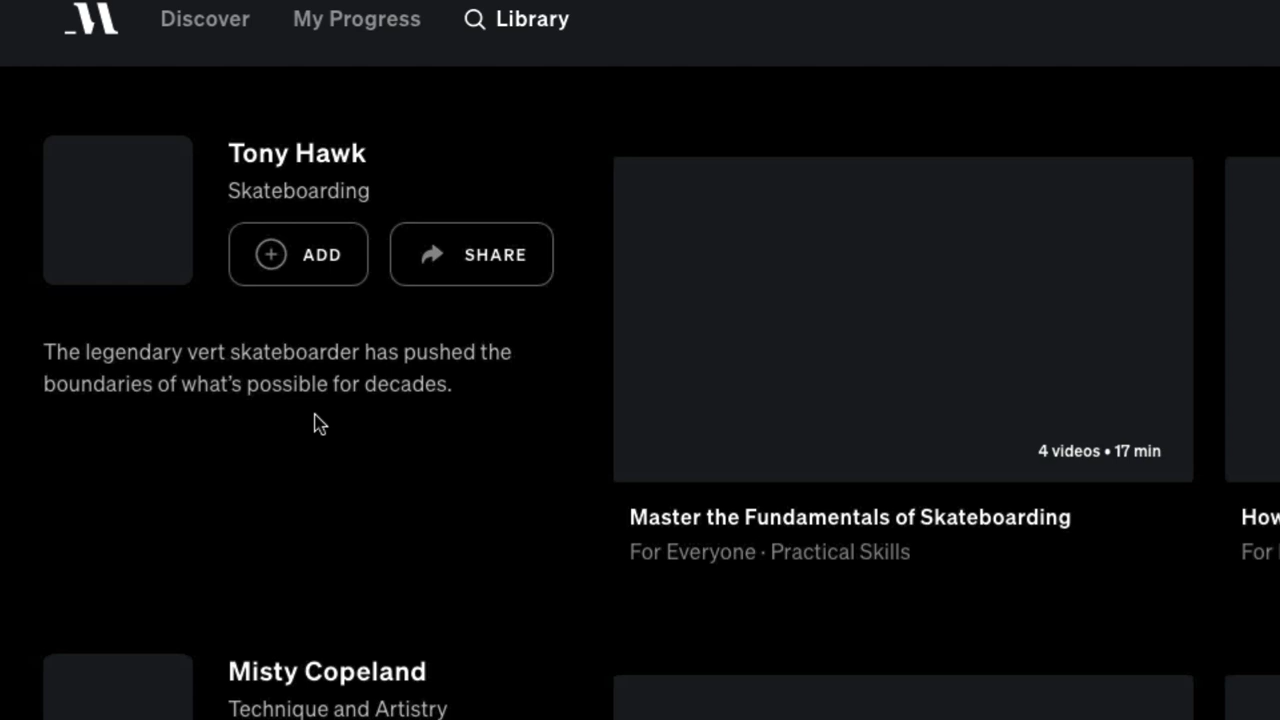 Discover
My Progress
Library
Tony Hawk
Skateboarding
ADD
SHARE
The legendary vert skateboarder has pushed the
boundaries of what's possible for decades.
4 videos • 17 min
Master the Fundamentals of Skateboarding
For Everyone · Practical Skills
How
For
Misty Copeland
Technique and Artistry